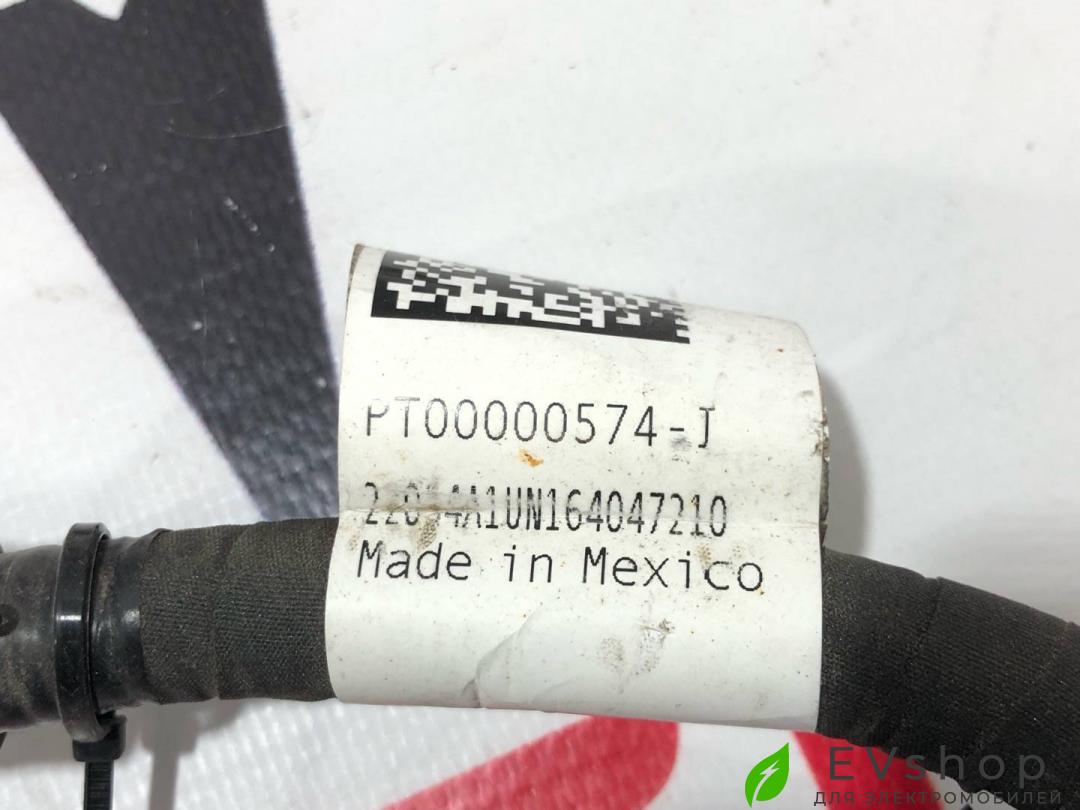 PT00000574-J
Made in Mexico
EVshop
ДЛЯ ЭЛЕКТРОМОБИЛЕЙ